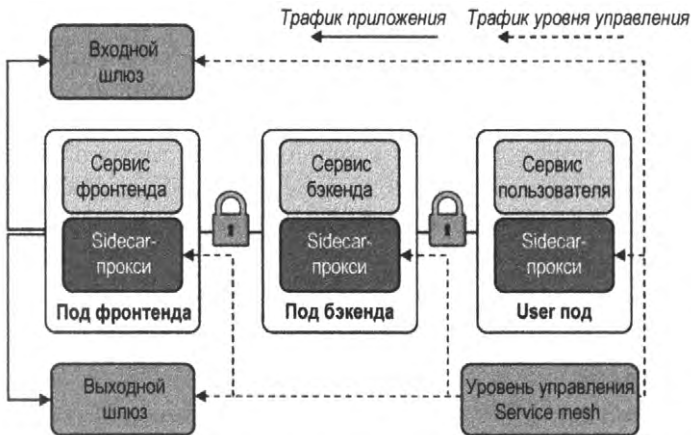 Трафик приложения
Трафик уровня управления
Входной
шлюз
Сервис
фронтенда
Sidecar-
прокси
Под фронтенда
Сервис
бэкенда
Sidecar-
прокси
Под бэкенда
Сервис
пользователя
Sidecar-
прокси
User под
Выходной
шлюз
Уровень управления
Service mesh